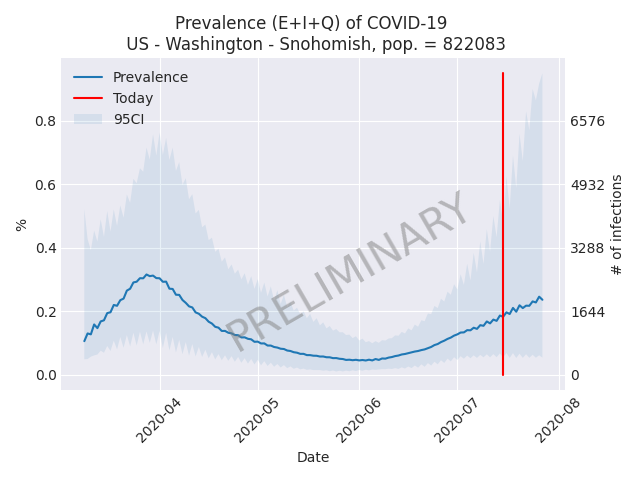 Prevalence (E+I+Q) of COVID-19
US - Washington - Snohomish, pop. = 822083
Prevalence
Today
95CI
PRELIMINARY
%
0.8
0.6
0.4
0.2
0.0
6576
4932
3288
1644
0
# of infections
2020-04
2020-05
2020-06
2020-07
2020-08
Date